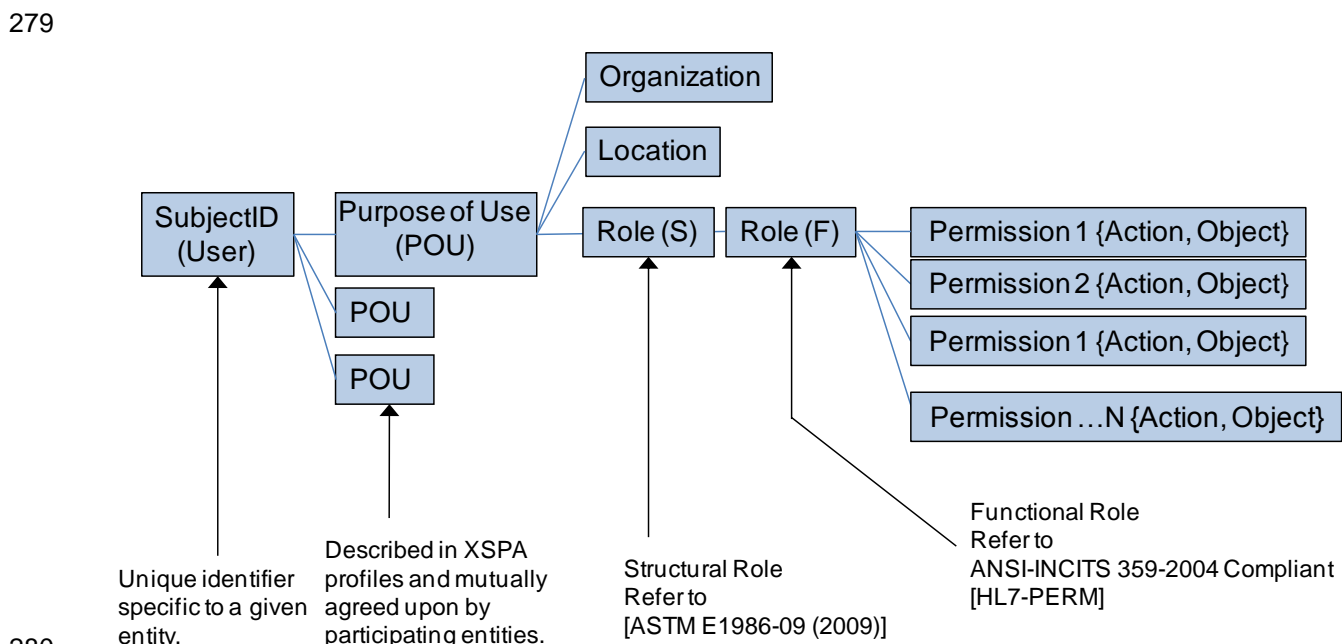 279
Organization
Location
SubjectID
(User)
Purpose of Use
(POU)
Role (S)
Role (F)
Permission 1 {Action, Object}
Permission 2 {Action, Object}
Permission 1 {Action, Object}
Permission ...N {Action, Object}
POU
POU
Unique identifier
specific to a given
entity.
Described in XSPA
profiles and mutually
agreed upon by
participating entities.
Structural Role
Refer to
[ASTM E1986-09 (2009)]
Functional Role
Refer to
ANSI-INCITS 359-2004 Compliant
[HL7-PERM]
280